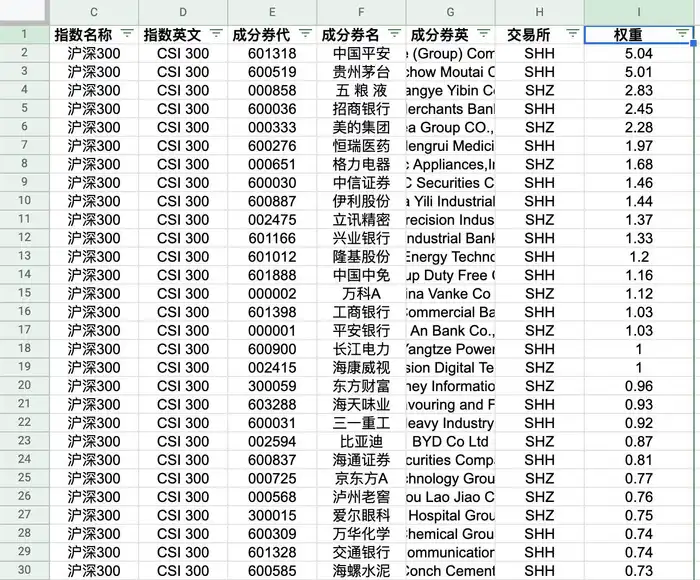 C D E F G H I
1 指数名称 指数英文 成分券代 成分券名 成分券英 交易所 权重
2 沪深300 CSI 300 601318 中国平安 e (Group) Com SHH 5.04
3 沪深300 CSI 300 600519 贵州茅台 chow Moutai C SHH 5.01
4 沪深300 CSI 300 000858 五 粮 液 angye Yibin C SHZ 2.83
5 沪深300 CSI 300 600036 招商银行 Merchants Ban SHH 2.45
6 沪深300 CSI 300 000333 美的集团 ea Group CO., SHZ 2.28
7 沪深300 CSI 300 600276 恒瑞医药 Hengrui Medici SHH 1.97
8 沪深300 CSI 300 000651 格力电器 c Appliances,In SHZ 1.68
9 沪深300 CSI 300 600030 中信证券 C Securities C SHH 1.46
10 沪深300 CSI 300 600887 伊利股份 a Yili Industrial SHH 1.44
11 沪深300 CSI 300 002475 立讯精密 recision Indus SHZ 1.37
12 沪深300 CSI 300 601166 兴业银行 ndustrial Bank SHH 1.33
13 沪深300 CSI 300 601012 隆基股份 Energy Techno SHH 1.2
14 沪深300 CSI 300 601888 中国中免 up Duty Free C SHH 1.16
15 沪深300 CSI 300 000002 万科A ina Vanke Co SHZ 1.12
16 沪深300 CSI 300 601398 工商银行 Commercial Ba SHH 1.03
17 沪深300 CSI 300 000001 平安银行 An Bank Co., SHZ 1.03
18 沪深300 CSI 300 600900 长江电力 Yangtze Power SHH 1
19 沪深300 CSI 300 002415 海康威视 sion Digital Te SHZ 1
20 沪深300 CSI 300 300059 东方财富 ney Informatio SHZ 0.96
21 沪深300 CSI 300 603288 海天味业 avouring and F SHH 0.93
22 沪深300 CSI 300 600031 三一重工 Heavy Industry SHH 0.92
23 沪深300 CSI 300 002594 比亚迪 BYD Co Ltd SHZ 0.87
24 沪深300 CSI 300 600837 海通证券 curities Comp SHH 0.81
25 沪深300 CSI 300 000725 京东方A chnology Grou SHZ 0.77
26 沪深300 CSI 300 000568 泸州老窖 ou Lao Jiao C SHZ 0.76
27 沪深300 CSI 300 300015 爱尔眼科 Hospital Grou SHZ 0.75
28 沪深300 CSI 300 600309 万华化学 Chemical Grou SHH 0.74
29 沪深300 CSI 300 601328 交通银行 ommunication SHH 0.74
30 沪深300 CSI 300 600585 海螺水泥 Conch Cement SHH 0.73